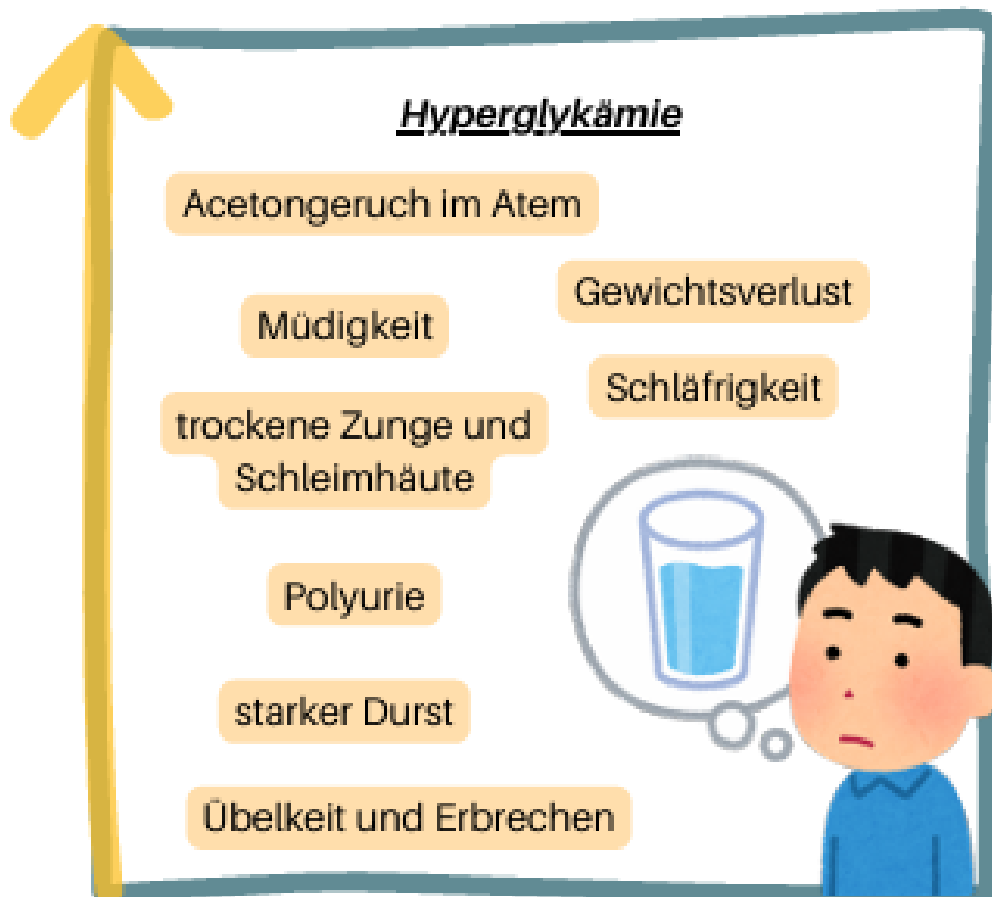 Hyperglykämie
Acetongeruch im Atem
Gewichtsverlust
Müdigkeit
Schläfrigkeit
trockene Zunge und
Schleimhäute
Polyurie
starker Durst
Übelkeit und Erbrechen